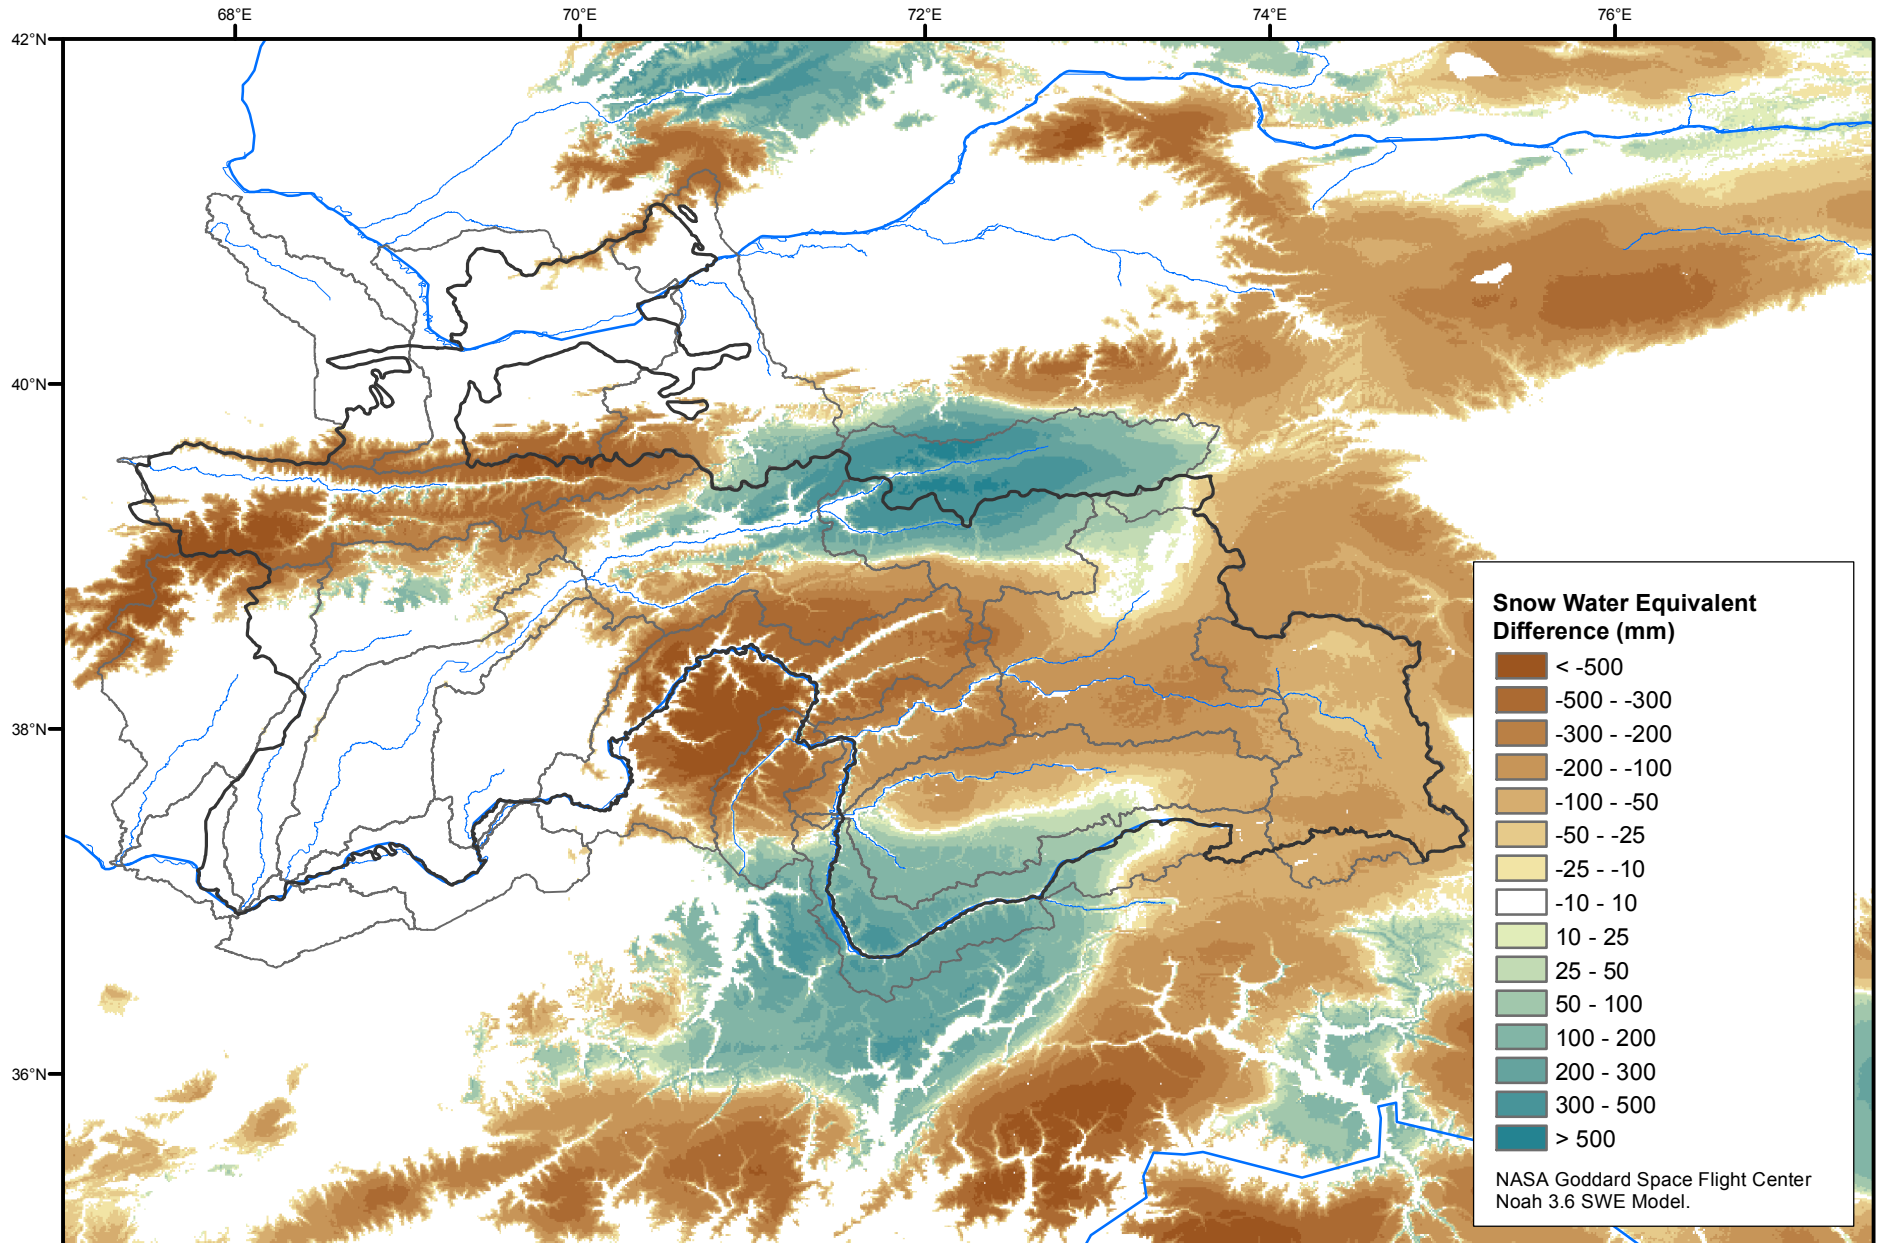 68°E
70°E
72°E
74°E
76°E
42°N
40°N
38°N
36°N
Snow Water Equivalent
Difference (mm)
< -500
-500 - -300
-300 - -200
-200 - -100
-100 - -50
-50 - -25
-25 - -10
-10 - 10
10 - 25
25 - 50
50 - 100
100 - 200
200 - 300
300 - 500
> 500
NASA Goddard Space Flight Center
Noah 3.6 SWE Model.